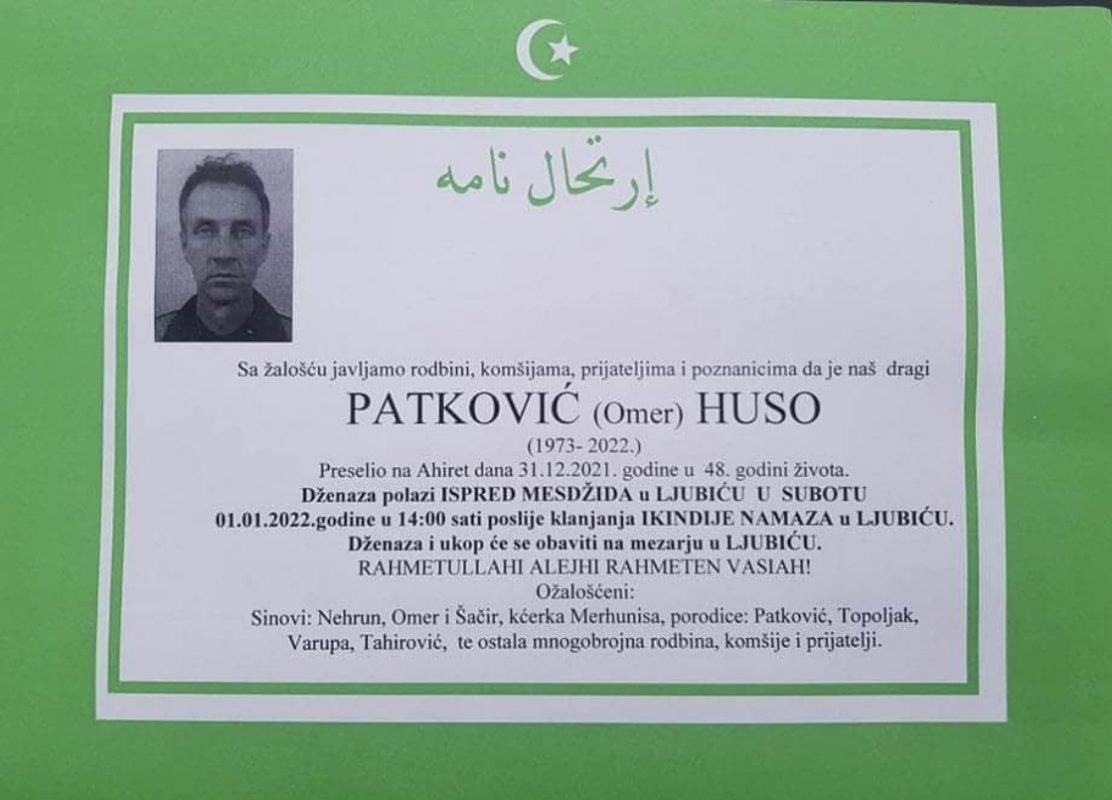 إرتحال نامه
Sa žalošću javljamo rodbini, komšijama, prijateljima i poznanicima da je naš dragi
PATKOVIĆ (Omer) HUSO
(1973- 2022.)
Preselio na Ahiret dana 31.12.2021. godine u 48. godini života.
Dženaza polazi ISPRED MESDŽIDA u LJUBIĆU U SUBOTU
01.01.2022.godine u 14:00 sati poslije klanjanja IKINDIJE NAMAZA u LJUBIĆU.
Dženaza i ukop će se obaviti na mezarju u LJUBIĆU.
RAHMETULLAHI ALEJHI RAHMETEN VASIAH!
Ožalošćeni:
Sinovi: Nehrun, Omer i Šaćir, kćerka Merhunisa, porodice: Patković, Topoljak,
Varupa, Tahirović, te ostala mnogobrojna rodbina, komšije i prijatelji.